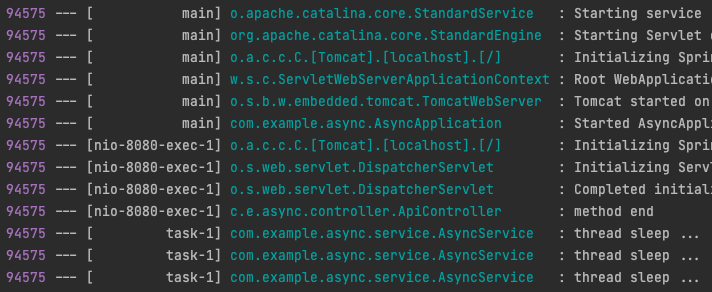 94575 --- [           main] o.apache.catalina.core.StandardService   : Starting service
94575 --- [           main] org.apache.catalina.core.StandardEngine  : Starting Servlet
94575 --- [           main] o.a.c.c.C.[Tomcat].[localhost].[/]       : Initializing Spri
94575 --- [           main] w.s.c.ServletWebServerApplicationContext : Root WebApplicati
94575 --- [           main] o.s.b.w.embedded.tomcat.TomcatWebServer  : Tomcat started on
94575 --- [           main] com.example.async.AsyncApplication       : Started AsyncAppl
94575 --- [nio-8080-exec-1] o.a.c.c.C.[Tomcat].[localhost].[/]       : Initializing Spri
94575 --- [nio-8080-exec-1] o.s.web.servlet.DispatcherServlet        : Initializing Serv
94575 --- [nio-8080-exec-1] o.s.web.servlet.DispatcherServlet        : Completed initial
94575 --- [nio-8080-exec-1] c.e.async.controller.ApiController       : method end
94575 --- [         task-1] com.example.async.service.AsyncService   : thread sleep ...
94575 --- [         task-1] com.example.async.service.AsyncService   : thread sleep ...
94575 --- [         task-1] com.example.async.service.AsyncService   : thread sleep ...